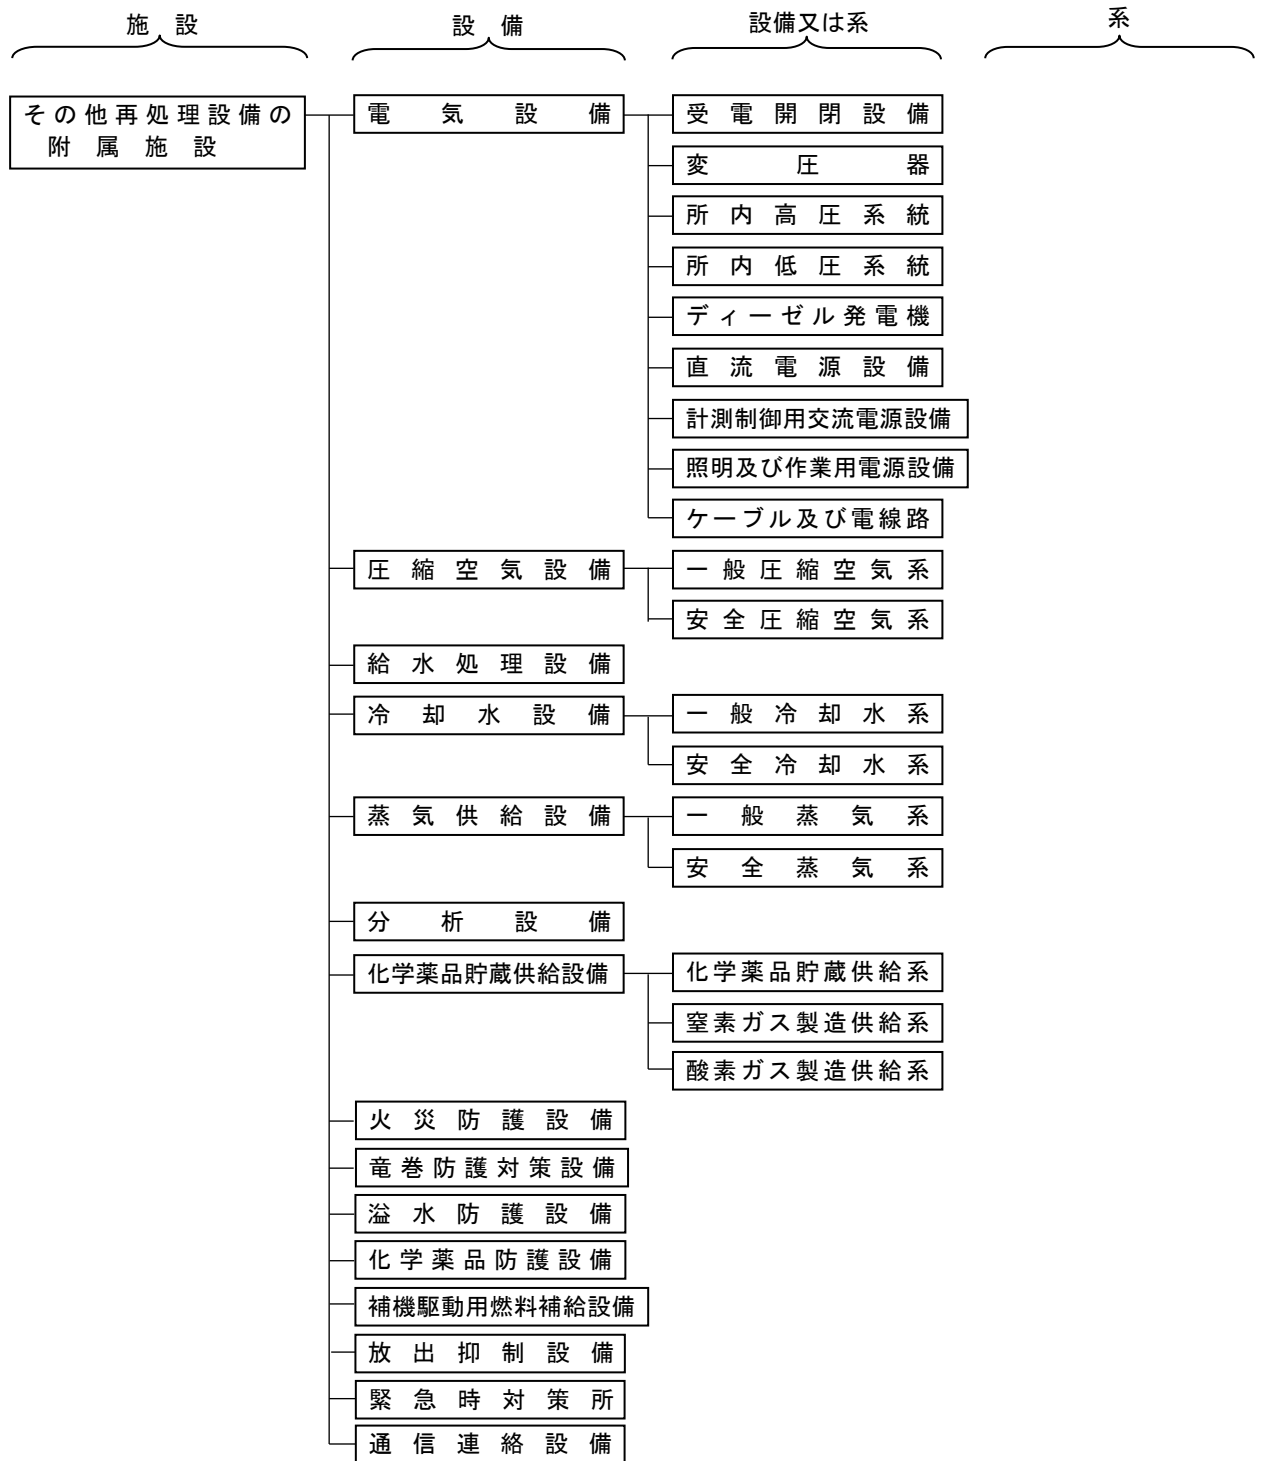 施 設
設 備
設備又は系
系
その他再処理設備の
附属施設
電気設備
受電開閉設備
変圧器
所内高圧系統
所内低圧系統
ディーゼル発電機
直流電源設備
計測制御用交流電源設備
照明及び作業用電源設備
ケーブル及び電線路
圧縮空気設備
一般圧縮空気系
安全圧縮空気系
給水処理設備
冷却水設備
一般冷却水系
安全冷却水系
蒸気供給設備
一般蒸気系
安全蒸気系
分析設備
化学薬品貯蔵供給設備
化学薬品貯蔵供給系
窒素ガス製造供給系
酸素ガス製造供給系
火災防護設備
竜巻防護対策設備
溢水防護設備
化学薬品防護設備
補機駆動用燃料補給設備
放出抑制設備
緊急時対策所
通信連絡設備